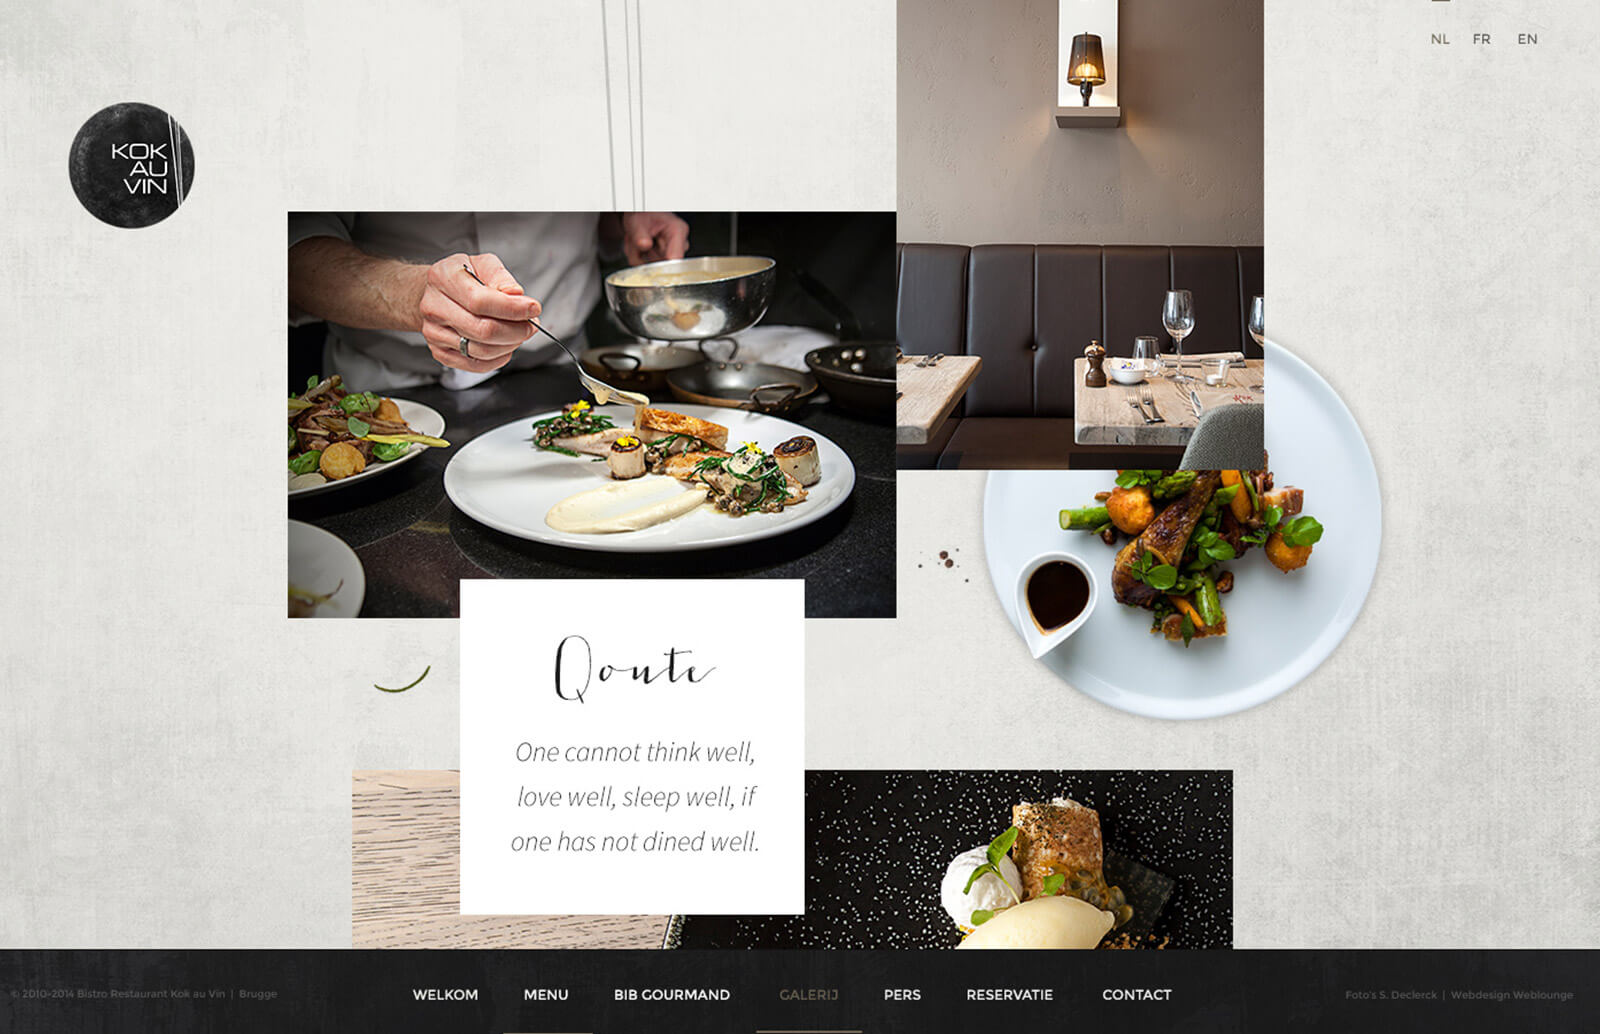 NL FR EN
KOK
AU
VIN
Qoute
One cannot think well,
love well, sleep well, if
one has not dined well.
© 2010-2014 Bistro Restaurant Kok au Vin | Brugge
WELKOM MENU BIB GOURMAND GALERIJ PERS RESERVATIE CONTACT
Foto's S. Declerck | Webdesign Weblounge